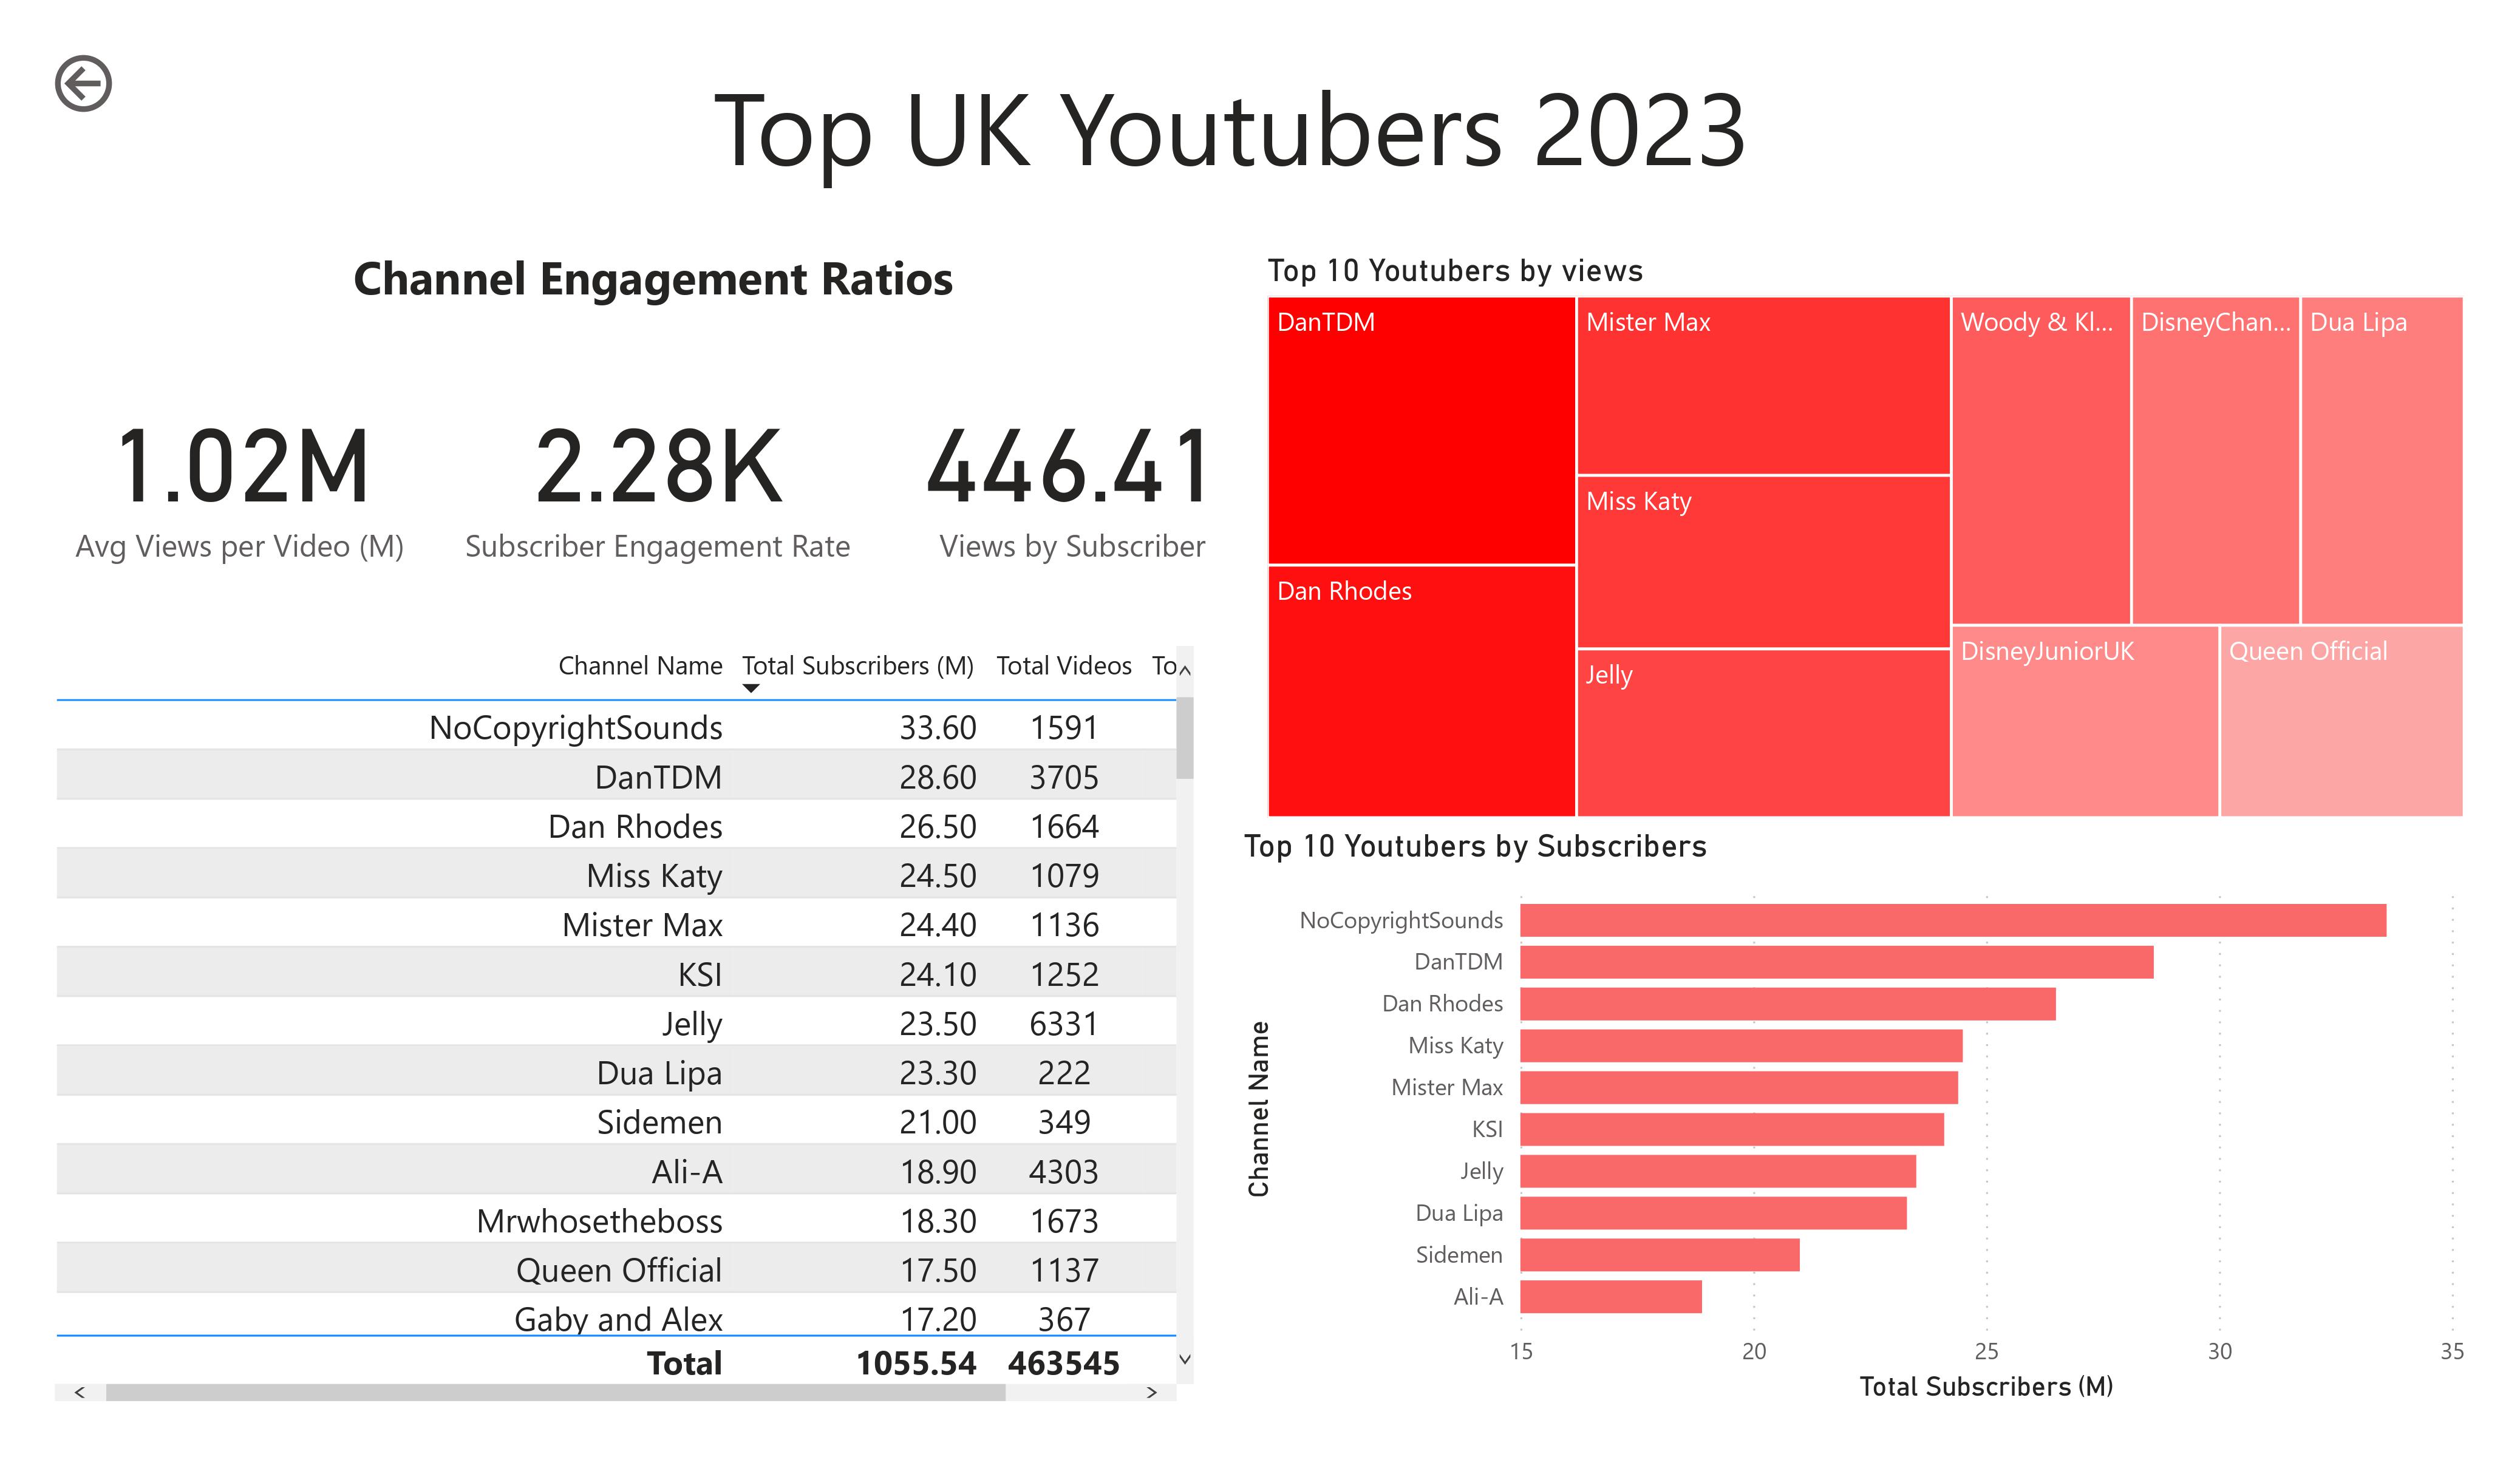 Top UK Youtubers 2023
Channel Engagement Ratios
1.02M
Avg Views per Video (M)
2.28K
Subscriber Engagement Rate
446.41
Views by Subscriber
Channel Name Total Subscribers (M) Total Videos To
NoCopyrightSounds 33.60 1591
DanTDM 28.60 3705
Dan Rhodes 26.50 1664
Miss Katy 24.50 1079
Mister Max 24.40 1136
KSI 24.10 1252
Jelly 23.50 6331
Dua Lipa 23.30 222
Sidemen 21.00 349
Ali-A 18.90 4303
Mrwhosetheboss 18.30 1673
Queen Official 17.50 1137
Gaby and Alex 17.20 367
Total 1055.54 463545
Top 10 Youtubers by views
DanTDM
Dan Rhodes
Mister Max
Miss Katy
Jelly
Woody & Kl...
DisneyChan...
Dua Lipa
DisneyJuniorUK
Queen Official
Top 10 Youtubers by Subscribers
Channel Name
NoCopyrightSounds
DanTDM
Dan Rhodes
Miss Katy
Mister Max
KSI
Jelly
Dua Lipa
Sidemen
Ali-A
15 20 25 30 35
Total Subscribers (M)